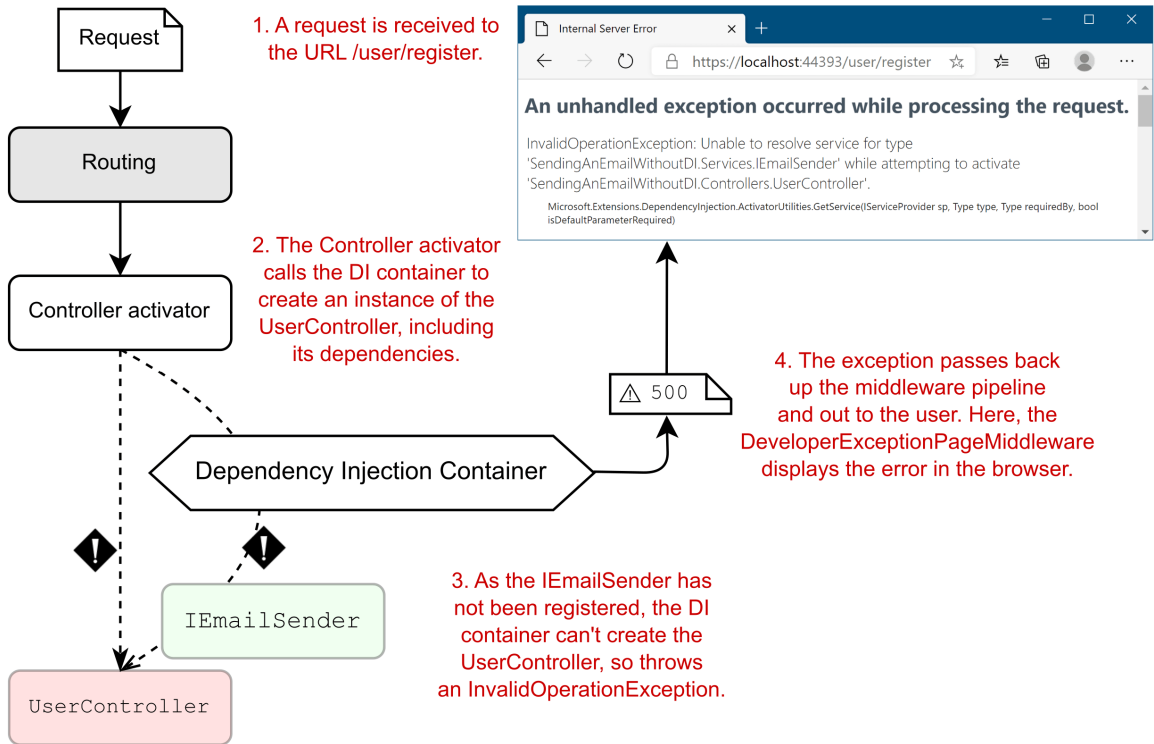 Request
1. A request is received to
the URL /user/register.
Internal Server Error
https://localhost:44393/user/register
An unhandled exception occurred while processing the request.
InvalidOperationException: Unable to resolve service for type
'SendingAnEmailWithoutDI.Services.IEmailSender' while attempting to activate
'SendingAnEmailWithoutDI.Controllers.UserController'.
Microsoft.Extensions.DependencyInjection.ActivatorUtilities.GetService(IServiceProvider sp, Type type, Type requiredBy, bool
isDefaultParameterRequired)
Routing
2. The Controller activator
calls the DI container to
create an instance of the
UserController, including
its dependencies.
Controller activator
500
4. The exception passes back
up the middleware pipeline
and out to the user. Here, the
DeveloperExceptionPageMiddleware
displays the error in the browser.
Dependency Injection Container
3. As the IEmailSender has
not been registered, the DI
container can't create the
UserController, so throws
an InvalidOperationException.
IEmailSender
UserController